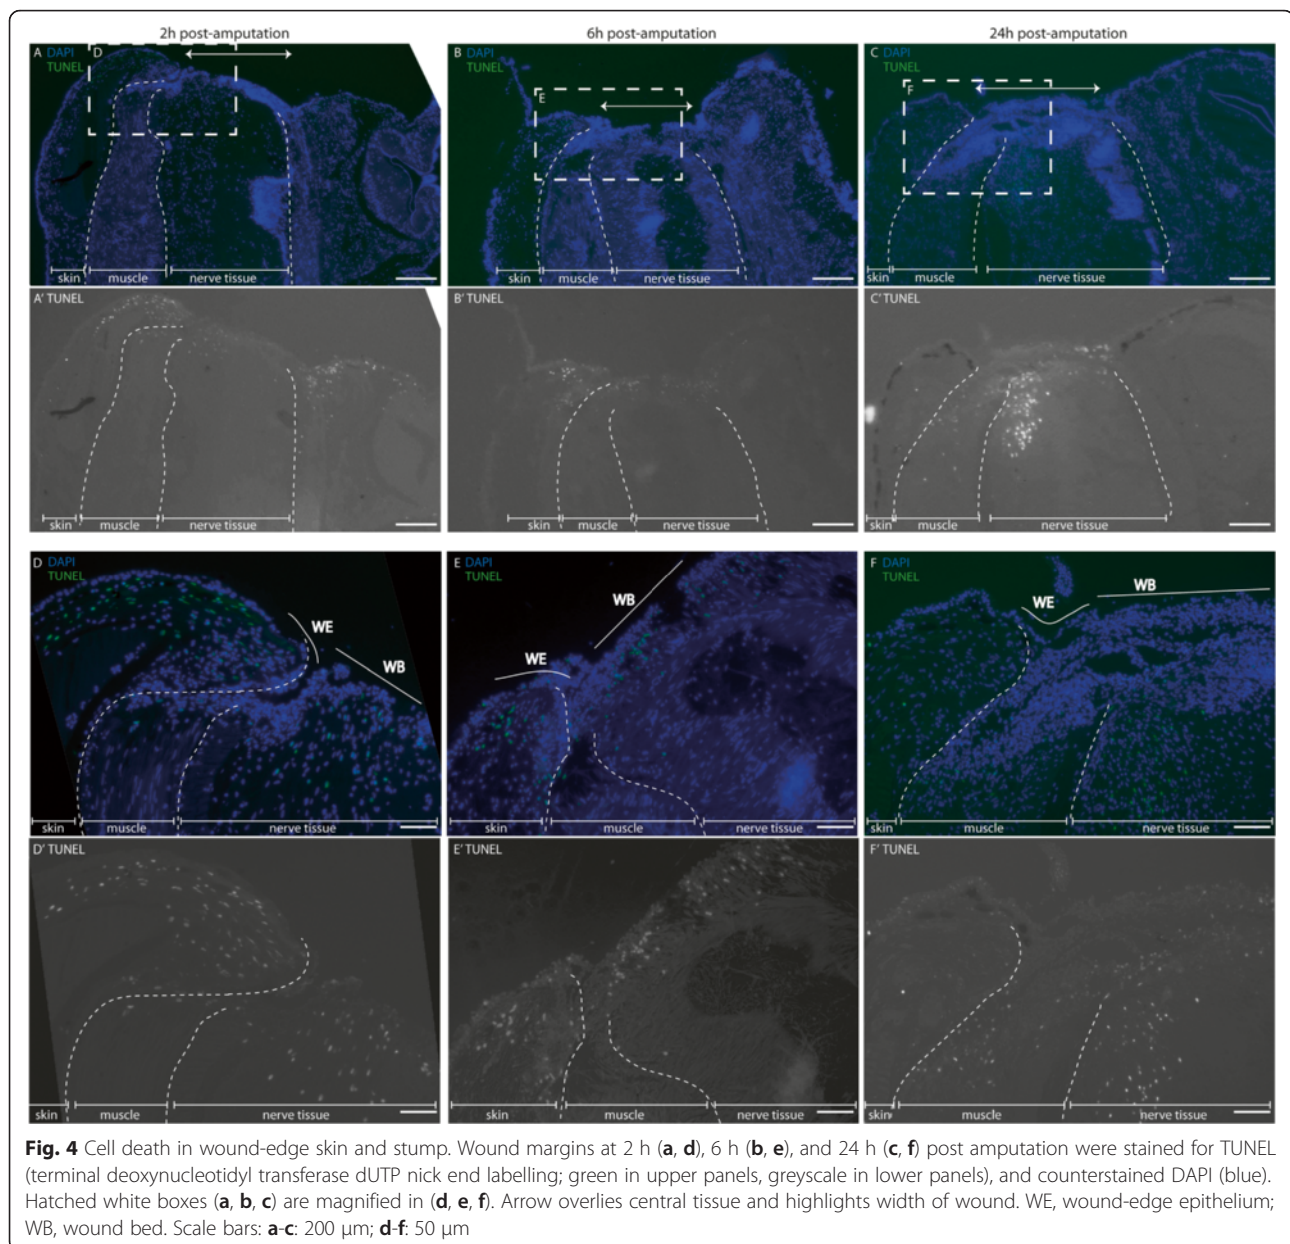 2h post-amputation
6h post-amputation
24h post-amputation
A DAPI
TUNEL
D
skin
muscle
nerve tissue
B DAPI
TUNEL
E
skin
muscle
nerve tissue
C DAPI
TUNEL
F
skin
muscle
nerve tissue
A' TUNEL
skin
muscle
nerve tissue
B' TUNEL
skin
muscle
nerve tissue
C' TUNEL
skin
muscle
nerve tissue
D DAPI
TUNEL
WE
WB
skin
muscle
nerve tissue
E DAPI
TUNEL
WE
WB
skin
muscle
nerve tissue
F DAPI
TUNEL
WE
WB
skin
muscle
nerve tissue
D' TUNEL
skin
muscle
nerve tissue
E' TUNEL
skin
muscle
nerve tissue
F' TUNEL
skin
muscle
nerve tissue
Fig. 4 Cell death in wound-edge skin and stump. Wound margins at 2 h (a, d), 6 h (b, e), and 24 h (c, f) post amputation were stained for TUNEL
(terminal deoxynucleotidyl transferase dUTP nick end labelling; green in upper panels, greyscale in lower panels), and counterstained DAPI (blue).
Hatched white boxes (a, b, c) are magnified in (d, e, f). Arrow overlies central tissue and highlights width of wound. WE, wound-edge epithelium;
WB, wound bed. Scale bars: a-c: 200 μm; d-f: 50 μm